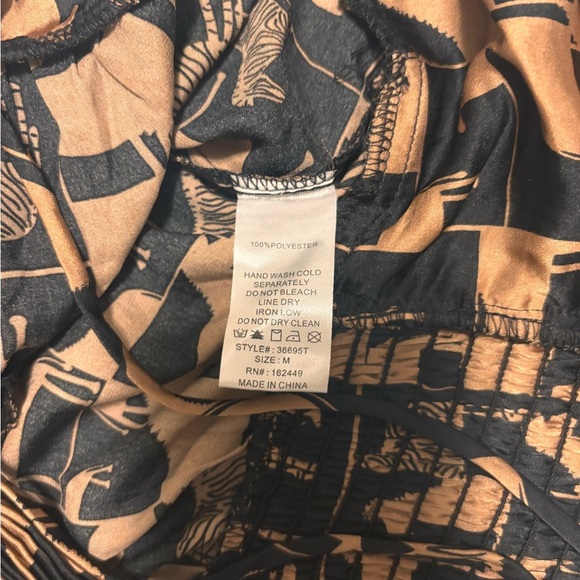 100%POLYESTER
HAND WASH COLD
SEPARATELY
DO NOT BLEACH
LINE DRY
IRON LOW
DO NOT DRY CLEAN
STYLE# : 36695T
SIZE : M
RN# : 162449
MADE IN CHINA